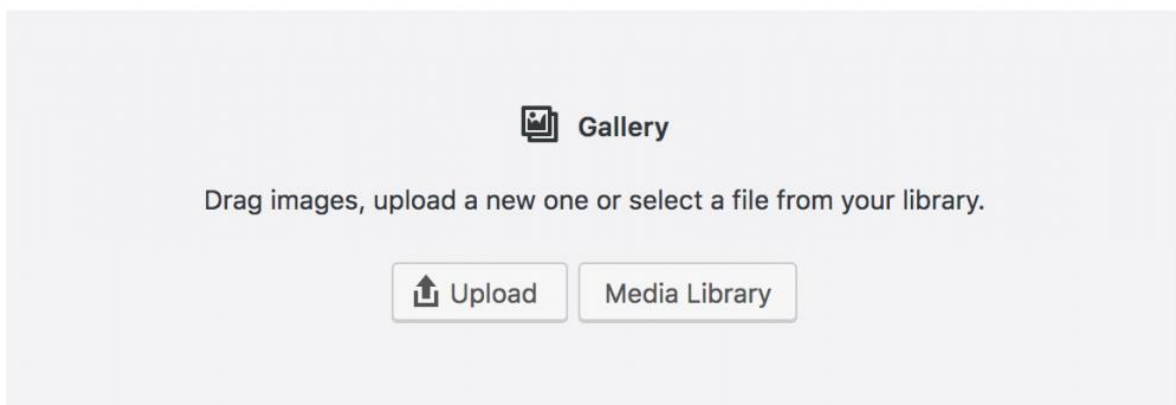 Gallery
Drag images, upload a new one or select a file from your library.
Upload
Media Library